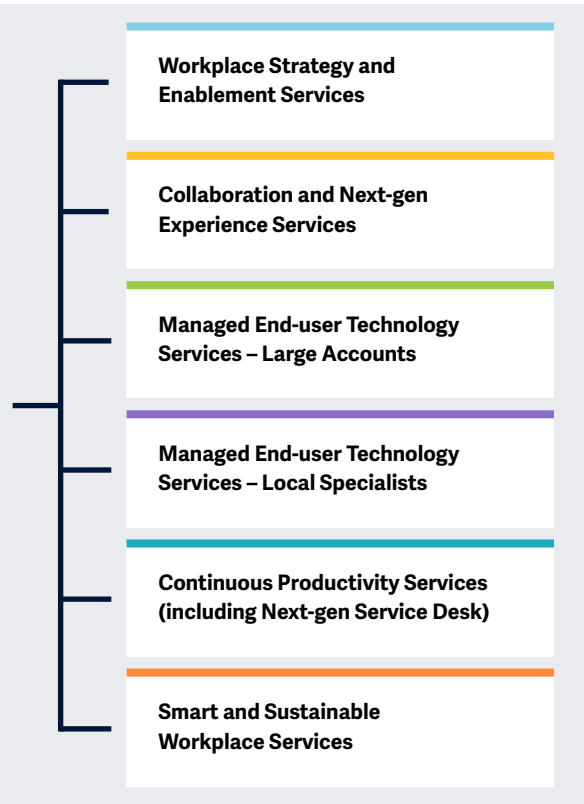 Workplace Strategy and
Enablement Services
Collaboration and Next-gen
Experience Services
Managed End-user Technology
Services – Large Accounts
Managed End-user Technology
Services – Local Specialists
Continuous Productivity Services
(including Next-gen Service Desk)
Smart and Sustainable
Workplace Services